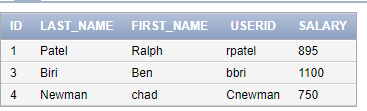 ID LAST_NAME FIRST_NAME USERID SALARY
1 Patel Ralph rpatel 895
3 Biri Ben bbri 1100
4 Newman chad Cnewman 750